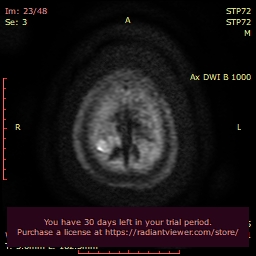 Im: 23/48
Se: 3
STP72
STP72
M
A
Ax DWI B 1000
R
L
You have 30 days left in your trial period.
Purchase a license at https://radiantviewer.com/store/